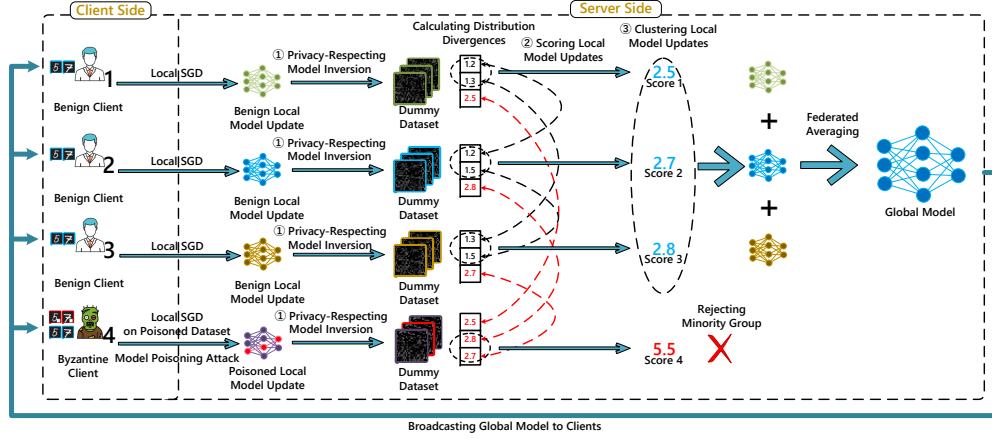 Client Side
Server Side
Calculating Distribution
Divergences
② Scoring Local
Model Updates
③ Clustering Local
Model Updates
1
Benign Client
Local SGD
Benign Local
Model Update
① Privacy-Respecting
Model Inversion
Dummy
Dataset
1.2
1.3
2.5
2.5
Score 1
2
Benign Client
Local SGD
Benign Local
Model Update
① Privacy-Respecting
Model Inversion
Dummy
Dataset
1.2
1.5
2.8
2.7
Score 2
+
+
Federated
Averaging
Global Model
3
Benign Client
Local SGD
Benign Local
Model Update
① Privacy-Respecting
Model Inversion
Dummy
Dataset
1.3
1.5
2.7
2.8
Score 3
4
Byzantine
Client
Local SGD
on Poisoned Dataset
Model Poisoning Attack
Poisoned Local
Model Update
① Privacy-Respecting
Model Inversion
Dummy
Dataset
2.5
2.8
2.7
5.5
Score 4
Rejecting
Minority Group
Broadcasting Global Model to Clients